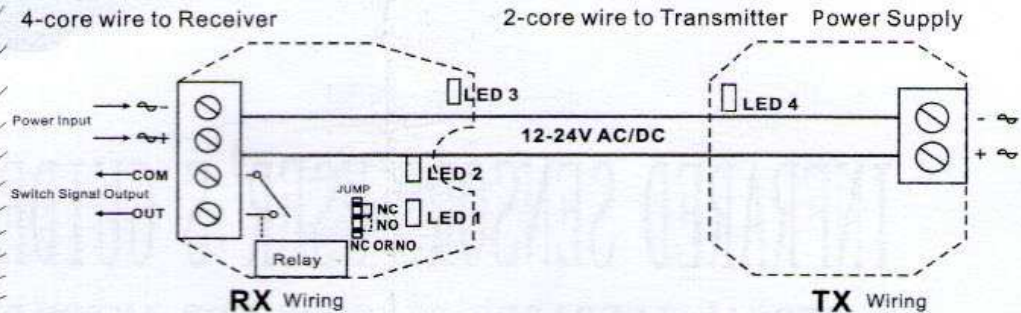 4-core wire to Receiver
2-core wire to Transmitter Power Supply
LED 3
LED 4
Power Input
-
+
12-24V AC/DC
- 
+ 
COM
Switch Signal Output
OUT
LED 2
JUMP
NC
NO
LED 1
NC OR NO
Relay
RX Wiring
TX Wiring